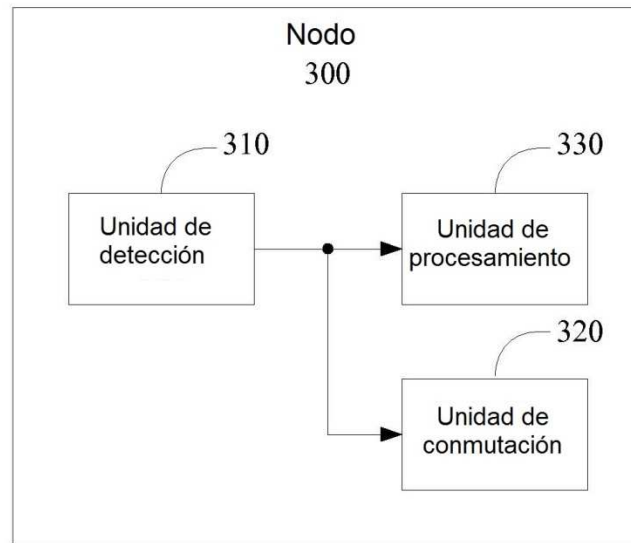 Nodo
300
310
330
Unidad de
detección
Unidad de
procesamiento
320
Unidad de
conmutación